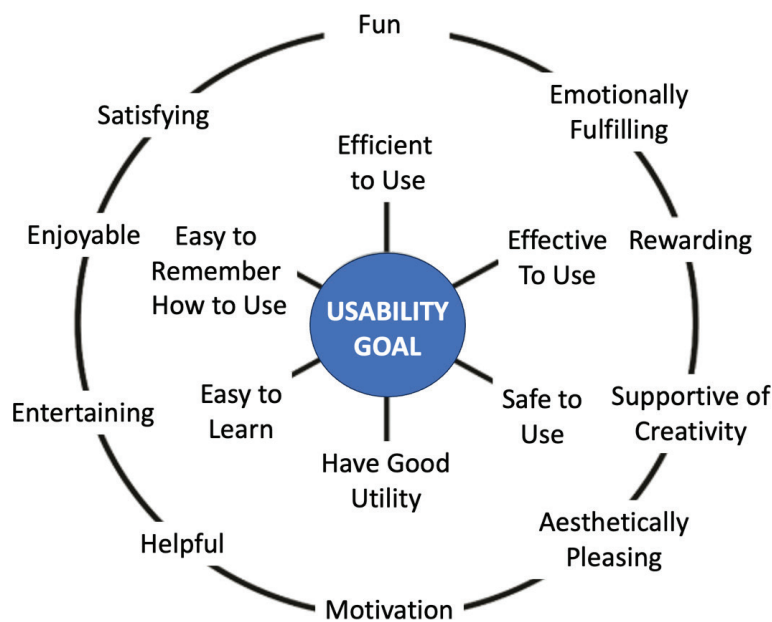 Fun
Emotionally
Fulfilling
Satisfying
Efficient
to Use
Enjoyable
Easy to
Remember
How to Use
Effective
To Use
Rewarding
USABILITY
GOAL
Entertaining
Easy to
Learn
Safe to
Use
Supportive of
Creativity
Have Good
Utility
Helpful
Aesthetically
Pleasing
Motivation